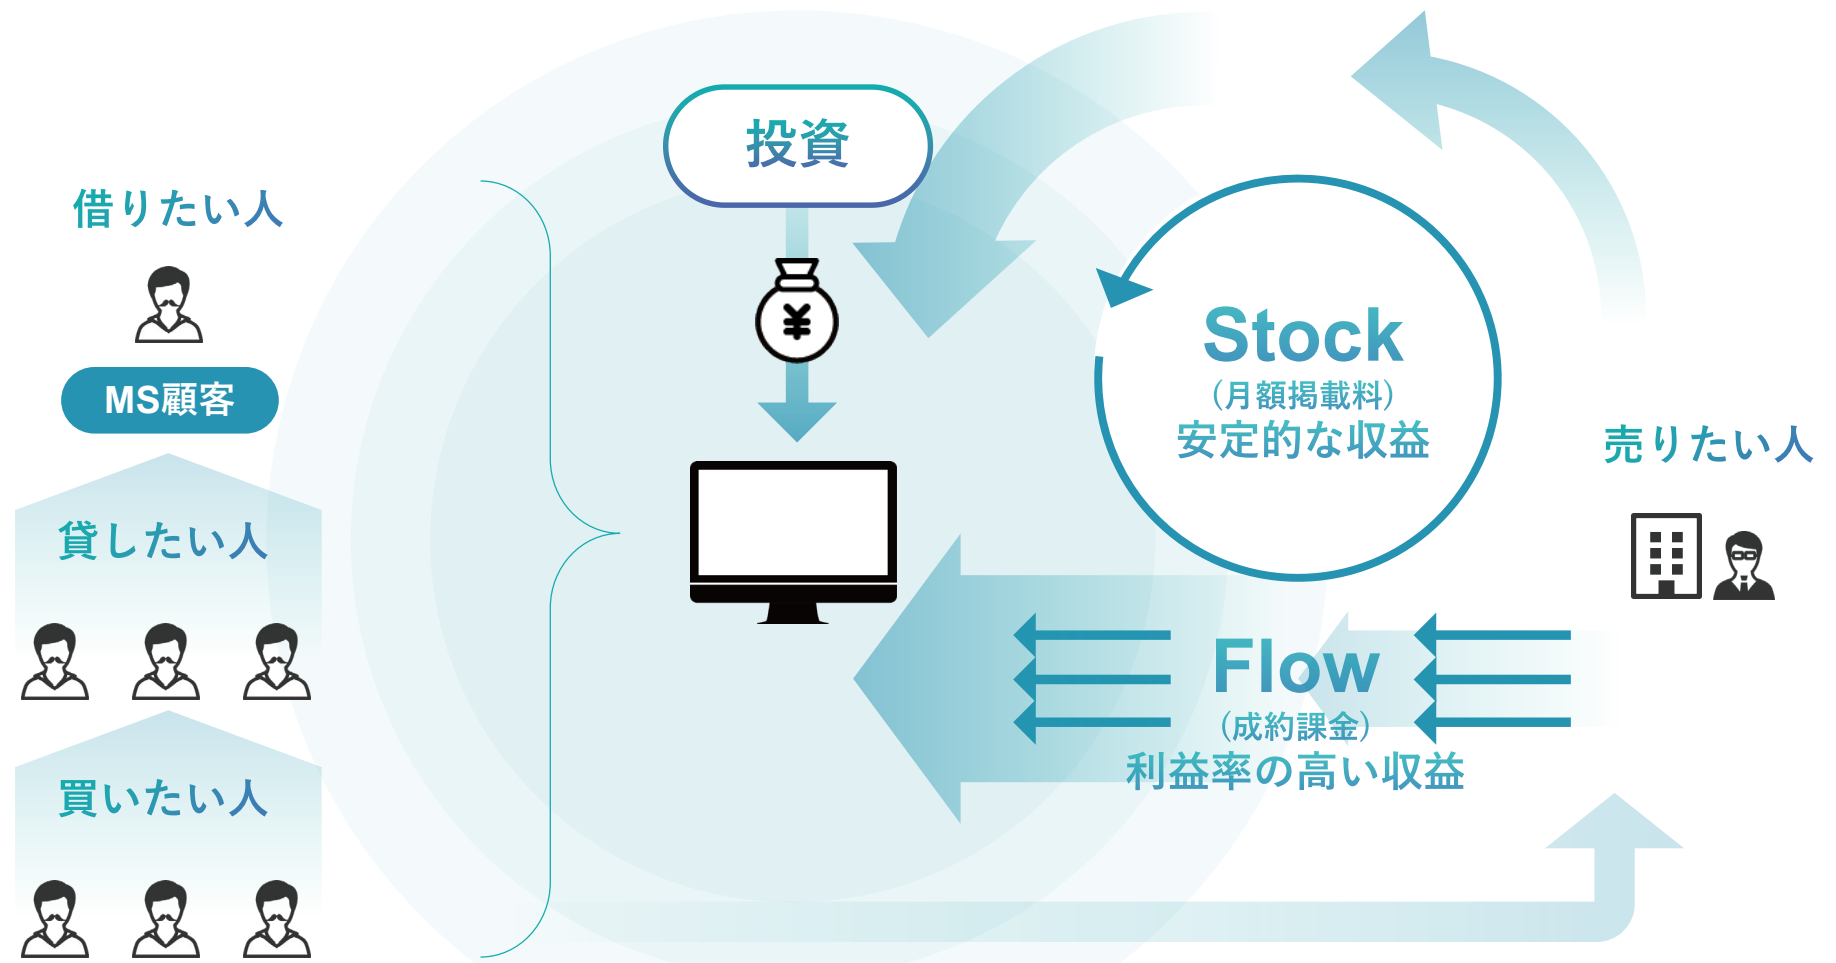 投資
借りたい人
MS顧客
貸したい人
買いたい人
¥
Stock
（月額掲載料）
安定的な収益
Flow
（成約課金）
利益率の高い収益
売りたい人